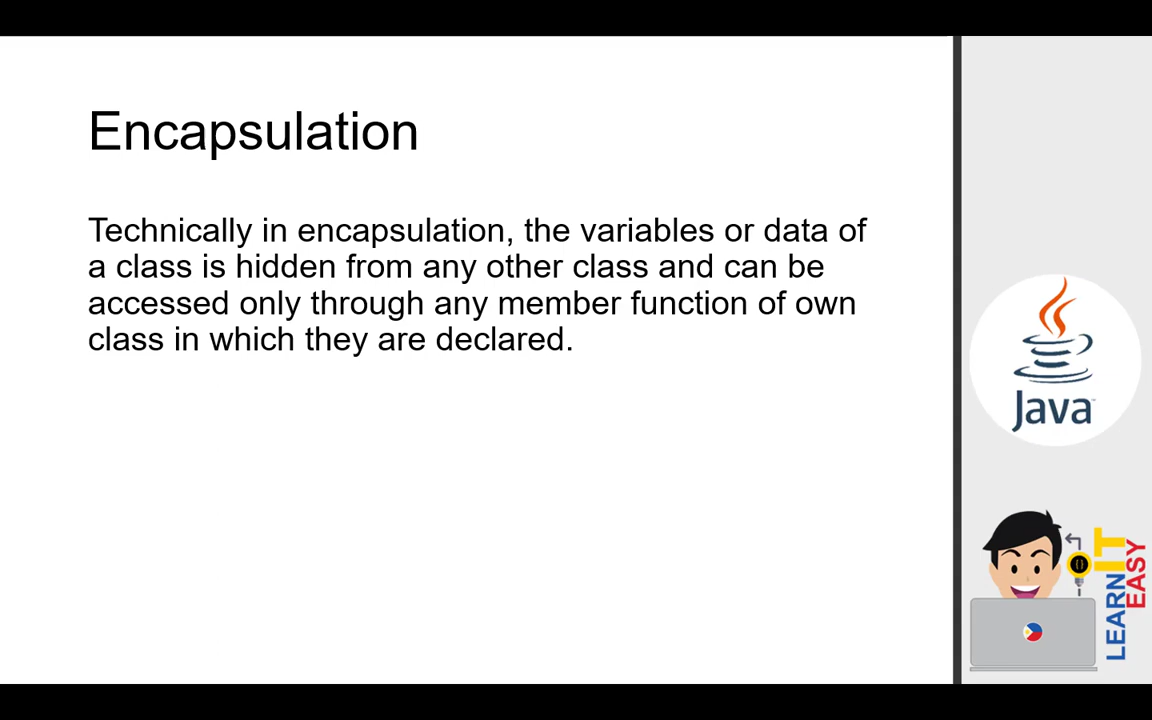 Encapsulation
Technically in encapsulation, the variables or data of
a class is hidden from any other class and can be
accessed only through any member function of own
class in which they are declared.
Java
LEARN IT
EASY